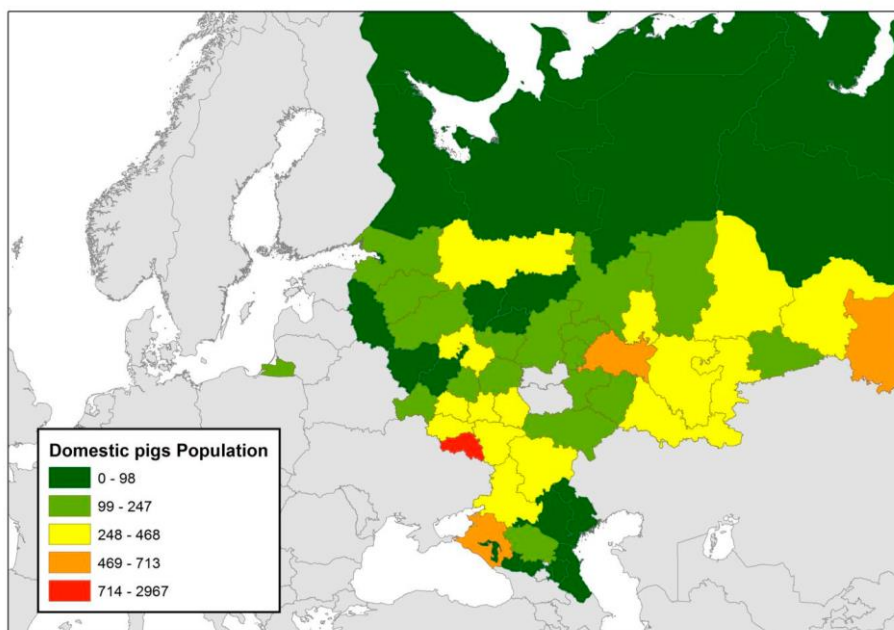 Domestic pigs Population
0 - 98
99 - 247
248 - 468
469 - 713
714 - 2967